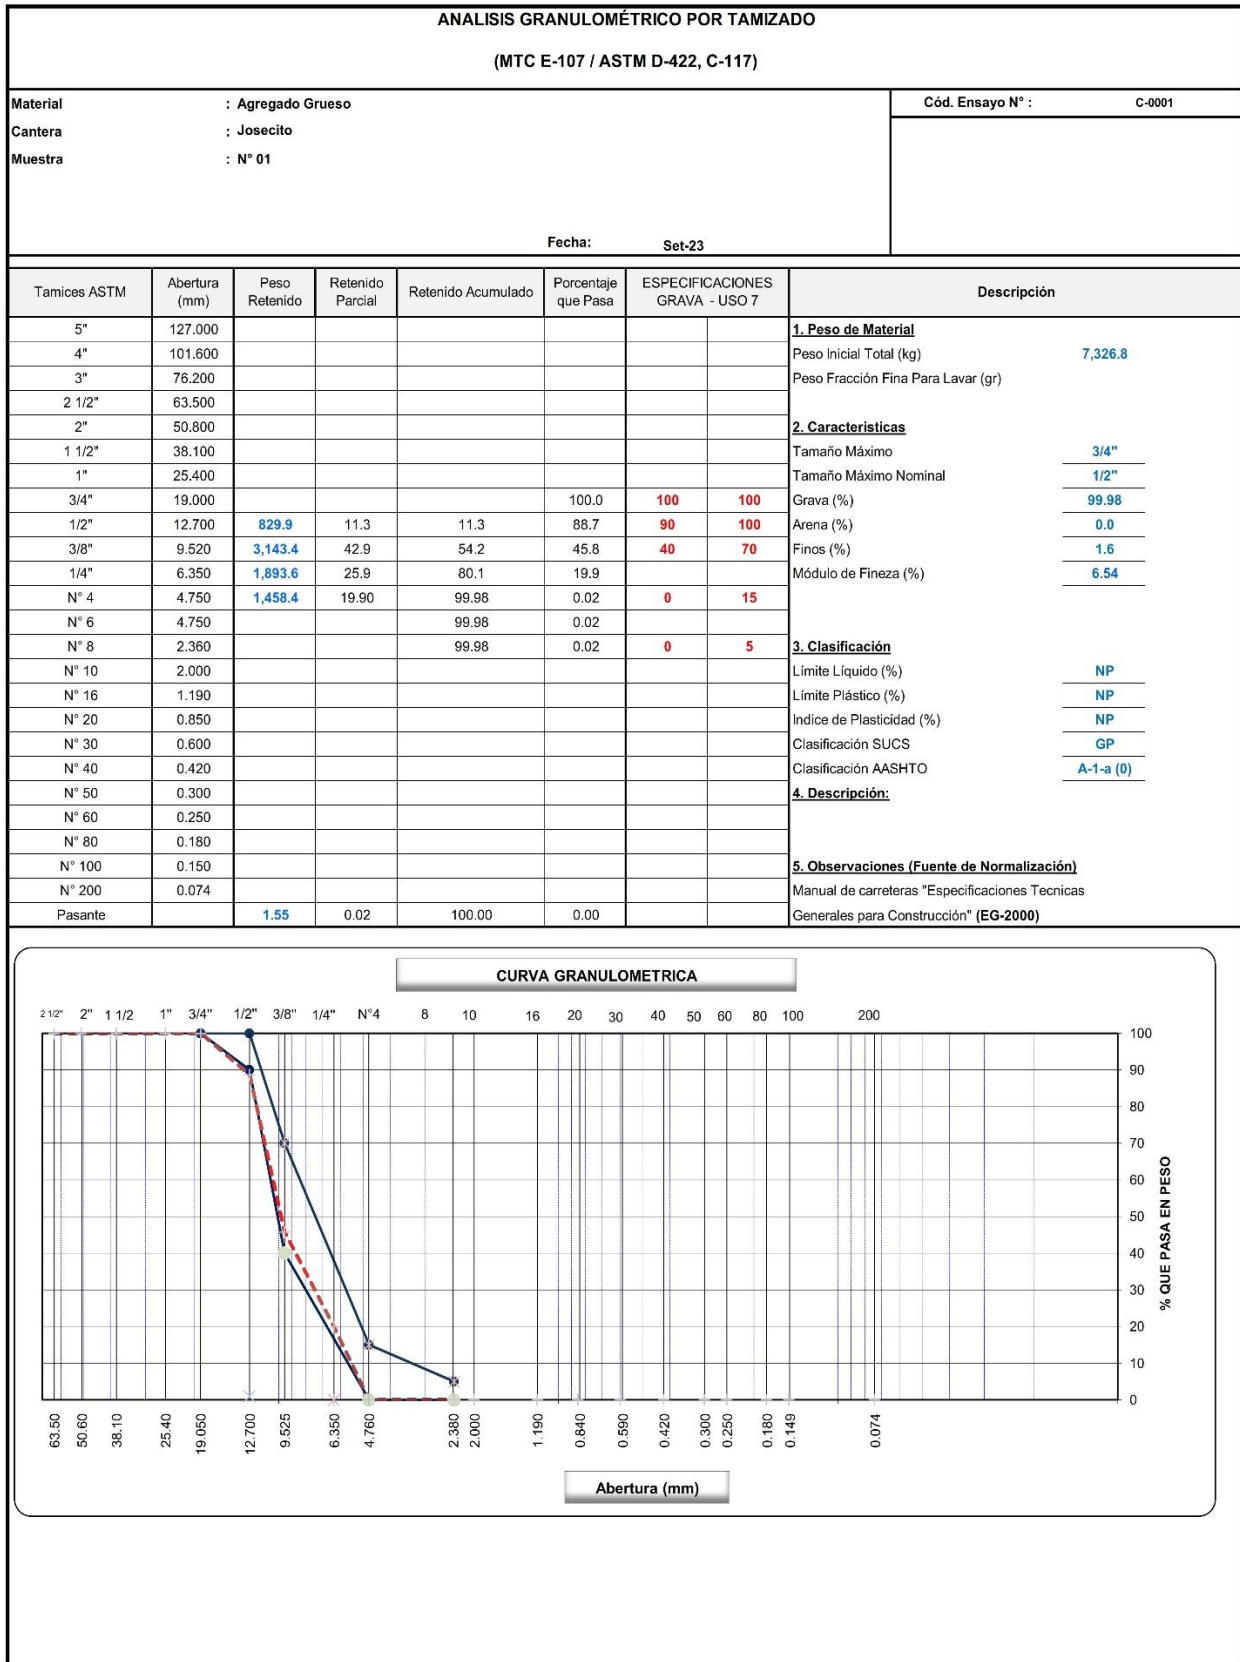 ANALISIS GRANULOMÉTRICO POR TAMIZADO
(MTC E-107 / ASTM D-422, C-117)
Material : Agregado Grueso
Cód. Ensayo N° : C-0001
Cantera : Josecito
Muestra : N° 01
Fecha: Set-23
Tamices ASTM Abertura (mm) Peso Retenido Retenido Parcial Retenido Acumulado Porcentaje que Pasa ESPECIFICACIONES GRAVA - USO 7 Descripción
5" 127.000 1. Peso de Material
4" 101.600 Peso Inicial Total (kg) 7,326.8
3" 76.200 Peso Fracción Fina Para Lavar (gr)
2 1/2" 63.500
2" 50.800 2. Caracteristicas
1 1/2" 38.100 Tamaño Máximo 3/4"
1" 25.400 Tamaño Máximo Nominal 1/2"
3/4" 19.000 100.0 100 100 Grava (%) 99.98
1/2" 12.700 829.9 11.3 11.3 88.7 90 100 Arena (%) 0.0
3/8" 9.520 3,143.4 42.9 54.2 45.8 40 70 Finos (%) 1.6
1/4" 6.350 1,893.6 25.9 80.1 19.9 Módulo de Fineza (%) 6.54
N° 4 4.750 1,458.4 19.90 99.98 0.02 0 15
N° 6 4.750 99.98 0.02
N° 8 2.360 99.98 0.02 0 5 3. Clasificación
N° 10 2.000 Límite Líquido (%) NP
N° 16 1.190 Límite Plástico (%) NP
N° 20 0.850 Indice de Plasticidad (%) NP
N° 30 0.600 Clasificación SUCS GP
N° 40 0.420 Clasificación AASHTO A-1-a (0)
N° 50 0.300 4. Descripción:
N° 60 0.250
N° 80 0.180
N° 100 0.150 5. Observaciones (Fuente de Normalización)
N° 200 0.074 Manual de carreteras "Especificaciones Tecnicas
Pasante 1.55 0.02 100.00 0.00 Generales para Construcción" (EG-2000)
CURVA GRANULOMETRICA
2 1/2" 2" 1 1/2 1" 3/4" 1/2" 3/8" 1/4" N°4 8 10 16 20 30 40 50 60 80 100 200
100
90
80
70
60
50
40
30
20
10
0
% QUE PASA EN PESO
63.50 50.60 38.10 25.40 19.050 12.700 9.525 6.350 4.760 2.380 2.000 1.190 0.840 0.590 0.420 0.300 0.250 0.180 0.149 0.074
Abertura (mm)